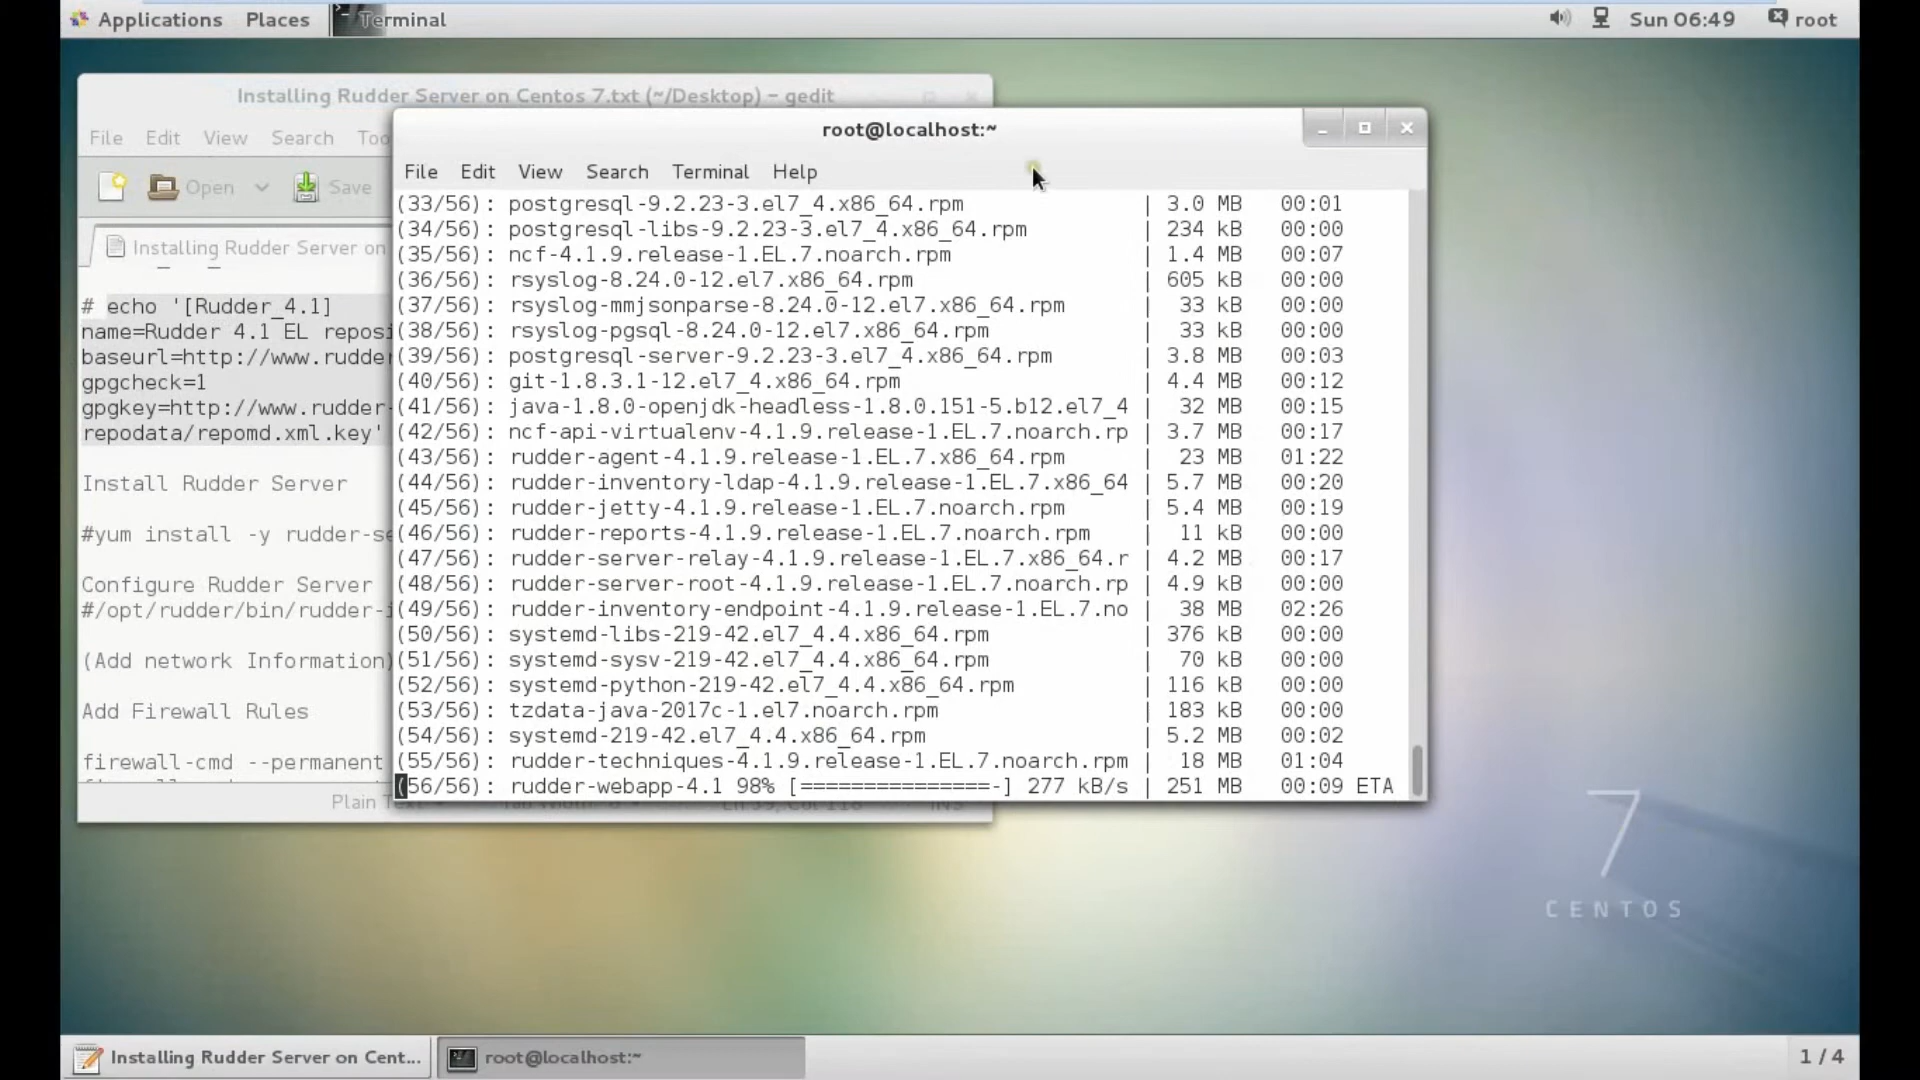 Applications Places Terminal Sun 06:49 root
Installing Rudder Server on Centos 7.txt (~/Desktop) – gedit
File Edit View Search Too
Open Save
Installing Rudder Server on
# echo '[Rudder_4.1]
name=Rudder 4.1 EL reposi
baseurl=http://www.rudder
gpgcheck=1
gpgkey=http://www.rudder-
repodata/repomd.xml.key'
Install Rudder Server
#yum install -y rudder-se
Configure Rudder Server
#/opt/rudder/bin/rudder-i
(Add network Information)
Add Firewall Rules
firewall-cmd --permanent
Plain
root@localhost:~
File Edit View Search Terminal Help
(33/56): postgresql-9.2.23-3.el7_4.x86_64.rpm | 3.0 MB 00:01
(34/56): postgresql-libs-9.2.23-3.el7_4.x86_64.rpm | 234 kB 00:00
(35/56): ncf-4.1.9.release-1.EL.7.noarch.rpm | 1.4 MB 00:07
(36/56): rsyslog-8.24.0-12.el7.x86_64.rpm | 605 kB 00:00
(37/56): rsyslog-mmjsonparse-8.24.0-12.el7.x86_64.rpm | 33 kB 00:00
(38/56): rsyslog-pgsql-8.24.0-12.el7.x86_64.rpm | 33 kB 00:00
(39/56): postgresql-server-9.2.23-3.el7_4.x86_64.rpm | 3.8 MB 00:03
(40/56): git-1.8.3.1-12.el7_4.x86_64.rpm | 4.4 MB 00:12
(41/56): java-1.8.0-openjdk-headless-1.8.0.151-5.b12.el7_4 | 32 MB 00:15
(42/56): ncf-api-virtualenv-4.1.9.release-1.EL.7.noarch.rp | 3.7 MB 00:17
(43/56): rudder-agent-4.1.9.release-1.EL.7.x86_64.rpm | 23 MB 01:22
(44/56): rudder-inventory-ldap-4.1.9.release-1.EL.7.x86_64 | 5.7 MB 00:20
(45/56): rudder-jetty-4.1.9.release-1.EL.7.noarch.rpm | 5.4 MB 00:19
(46/56): rudder-reports-4.1.9.release-1.EL.7.noarch.rpm | 11 kB 00:00
(47/56): rudder-server-relay-4.1.9.release-1.EL.7.x86_64.r | 4.2 MB 00:17
(48/56): rudder-server-root-4.1.9.release-1.EL.7.noarch.rp | 4.9 kB 00:00
(49/56): rudder-inventory-endpoint-4.1.9.release-1.EL.7.no | 38 MB 02:26
(50/56): systemd-libs-219-42.el7_4.4.x86_64.rpm | 376 kB 00:00
(51/56): systemd-sysv-219-42.el7_4.4.x86_64.rpm | 70 kB 00:00
(52/56): systemd-python-219-42.el7_4.4.x86_64.rpm | 116 kB 00:00
(53/56): tzdata-java-2017c-1.el7.noarch.rpm | 183 kB 00:00
(54/56): systemd-219-42.el7_4.4.x86_64.rpm | 5.2 MB 00:02
(55/56): rudder-techniques-4.1.9.release-1.EL.7.noarch.rpm | 18 MB 01:04
(56/56): rudder-webapp-4.1 98% [===============-] 277 kB/s | 251 MB 00:09 ETA
7
CENTOS
Installing Rudder Server on Cent... root@localhost:~ 1 / 4